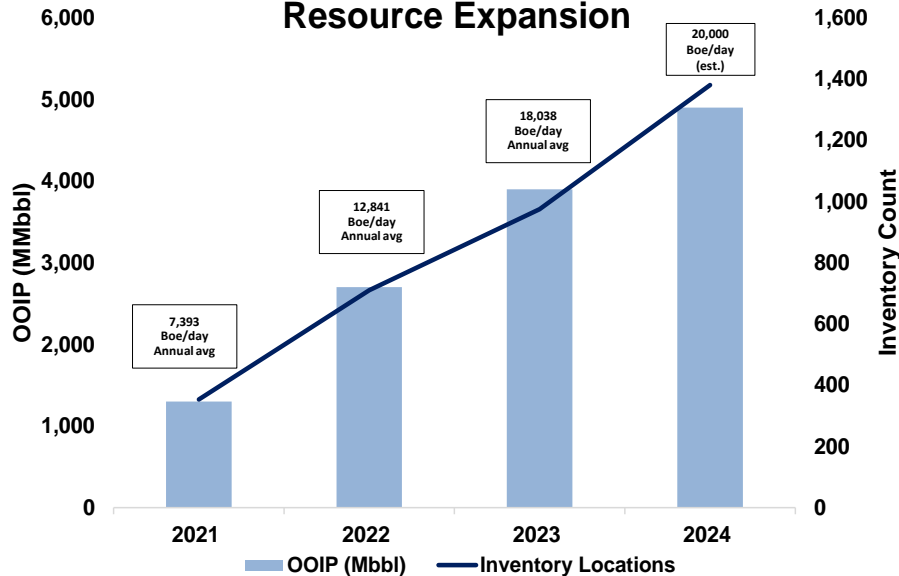 Resource Expansion
6,000
5,000
4,000
3,000
2,000
1,000
0
OOIP (MMbbl)
1,600
1,400
1,200
1,000
800
600
400
200
0
Inventory Count
7,393
Boe/day
Annual avg
12,841
Boe/day
Annual avg
18,038
Boe/day
Annual avg
20,000
Boe/day
(est.)
2021
2022
2023
2024
OOIP (Mbbl)
Inventory Locations